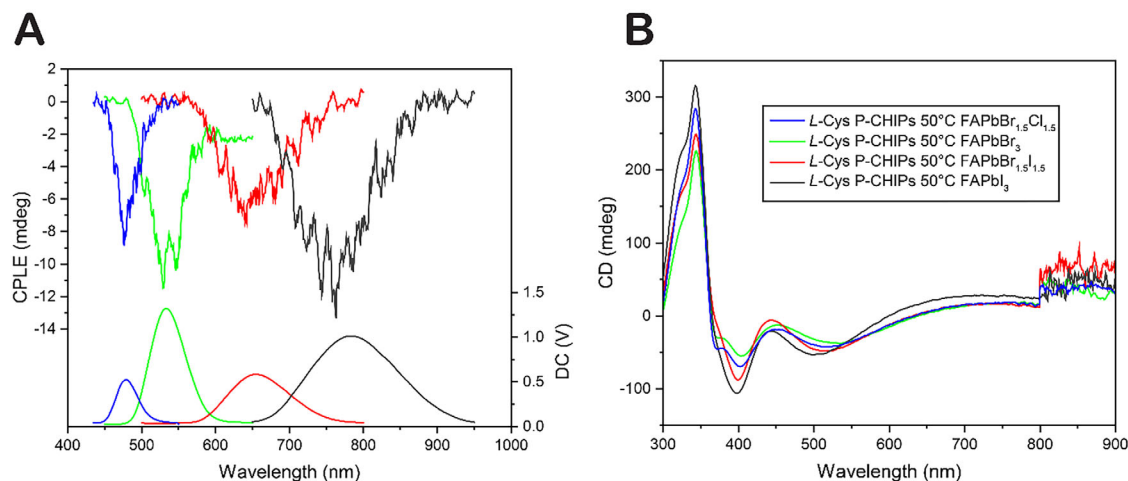 A
2
0
-2
-4
-6
-8
-10
-12
-14
CPLE (mdeg)
1.5
1.0
0.5
0.0
DC (V)
400 500 600 700 800 900 1000
Wavelength (nm)
B
300
200
100
0
-100
CD (mdeg)
L-Cys P-CHIPs 50°C FAPbBr1.5Cl1.5
L-Cys P-CHIPs 50°C FAPbBr3
L-Cys P-CHIPs 50°C FAPbBr1.5I1.5
L-Cys P-CHIPs 50°C FAPbI3
300 400 500 600 700 800 900
Wavelength (nm)